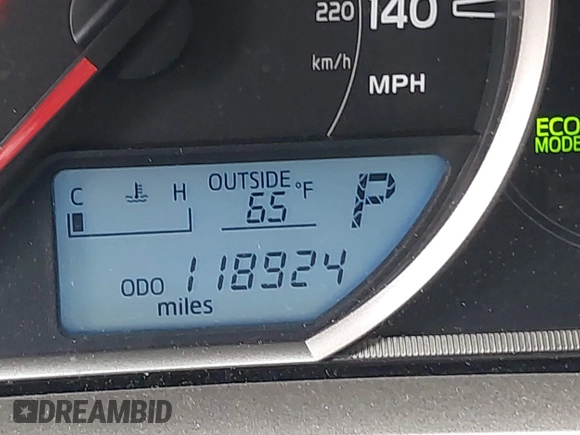 220 140
km/h
MPH
ECO
MODE
C H OUTSIDE 65 °F P
ODO 118924
miles
DREAMBID